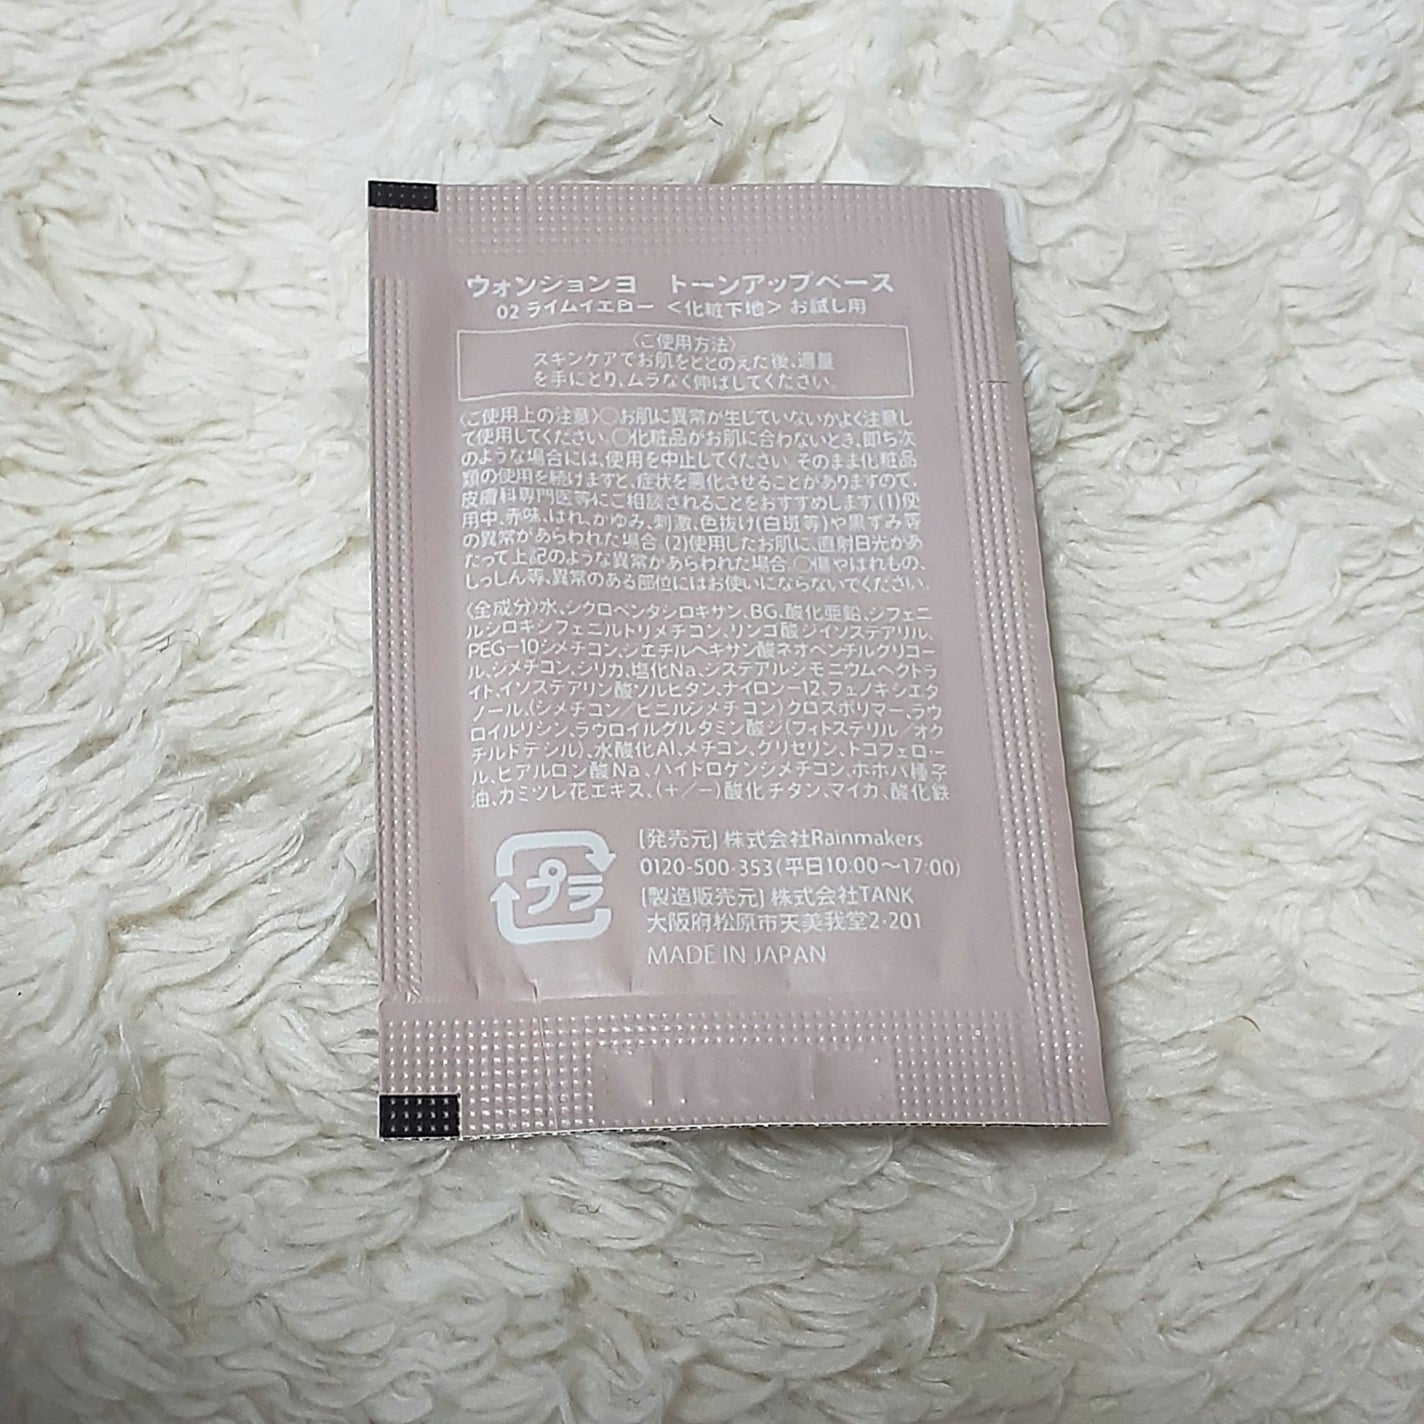 ウォンジョンヨ　トーンアップベース
02 ライムイエロー ＜化粧下地＞ お試し用
〈ご使用方法〉
スキンケアでお肌をととのえた後、適量
を手にとり、ムラなく伸ばしてください。
〈ご使用上の注意〉〇お肌に異常が生じていないかよく注意し
て使用してください。〇化粧品がお肌に合わないとき、即ち次
のような場合には、使用を中止してください。そのまま化粧品
類の使用を続けますと、症状を悪化させることがありますので、
皮膚科専門医等にご相談されることをおすすめします。(1)使
用中、赤味、はれ、かゆみ、刺激、色抜け(白斑等)や黒ずみ等
の異常があらわれた場合 (2)使用したお肌に、直射日光があ
たって上記のような異常があらわれた場合 〇傷やはれもの、
しっしん等、異常のある部位にはお使いにならないでください。
〈全成分〉水、シクロペンタシロキサン、BG、酸化亜鉛、ジフェニ
ルシロキシフェニルトリメチコン、リンゴ酸ジイソステアリル、
PEG-10ジメチコン、ジエチルヘキサン酸ネオペンチルグリコー
ル、ジメチコン、シリカ、塩化Na、ジステアルジモニウムヘクトラ
イト、イソステアリン酸ソルビタン、ナイロン-12、フェノキシエタ
ノール、(ジメチコン／ビニルジメチコン)クロスポリマー、ラウ
ロイルリシン、ラウロイルグルタミン酸ジ(フィトステリル／オク
チルドデシル)、水酸化Al、メチコン、グリセリン、トコフェロー
ル、ヒアルロン酸Na、ハイドロゲンジメチコン、ホホバ種子
油、カミツレ花エキス、(＋／−)酸化チタン、マイカ、酸化鉄
プラ
[発売元] 株式会社Rainmakers
0120-500-353(平日10:00〜17:00)
[製造販売元] 株式会社TANK
大阪府松原市天美我堂2-201
MADE IN JAPAN